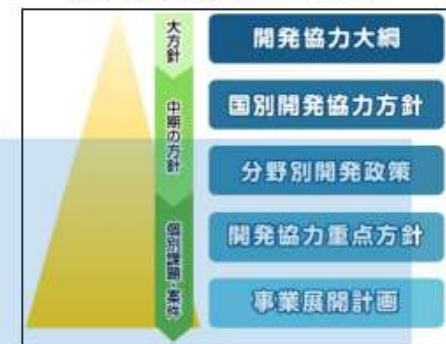 大方針
開発協力大綱
国別開発協力方針
中期の方針
分野別開発政策
開発協力重点方針
個別課題・案件
事業展開計画